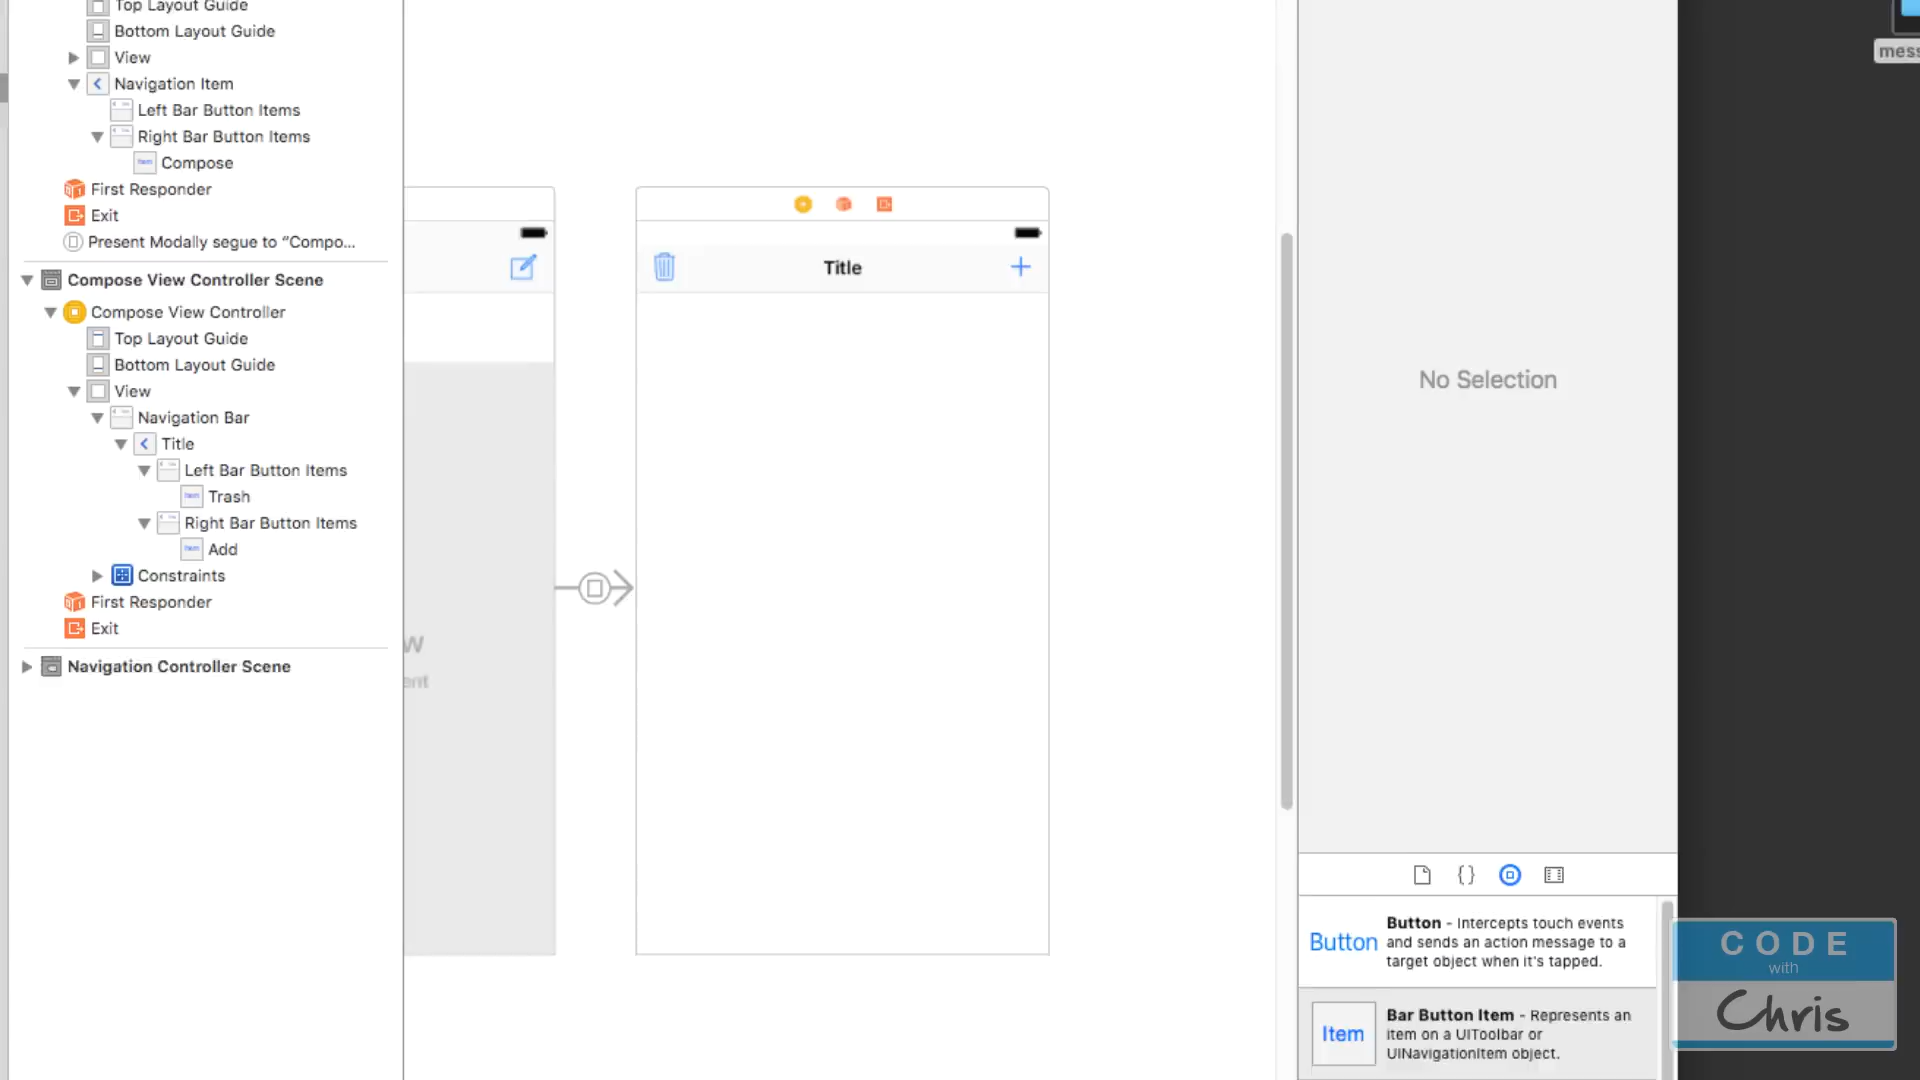 Top Layout Guide
Bottom Layout Guide
View
Navigation Item
Left Bar Button Items
Right Bar Button Items
Item
Compose
First Responder
Exit
Present Modally segue to “Compo...
Compose View Controller Scene
Compose View Controller
Top Layout Guide
Bottom Layout Guide
View
Navigation Bar
Title
Left Bar Button Items
Item
Trash
Right Bar Button Items
Item
Add
Constraints
First Responder
Exit
Navigation Controller Scene
Title
No Selection
{}
Button
Button - Intercepts touch events
and sends an action message to a
target object when it's tapped.
Item
Bar Button Item - Represents an
item on a UIToolbar or
UINavigationItem object.
mess
CODE
with
Chris